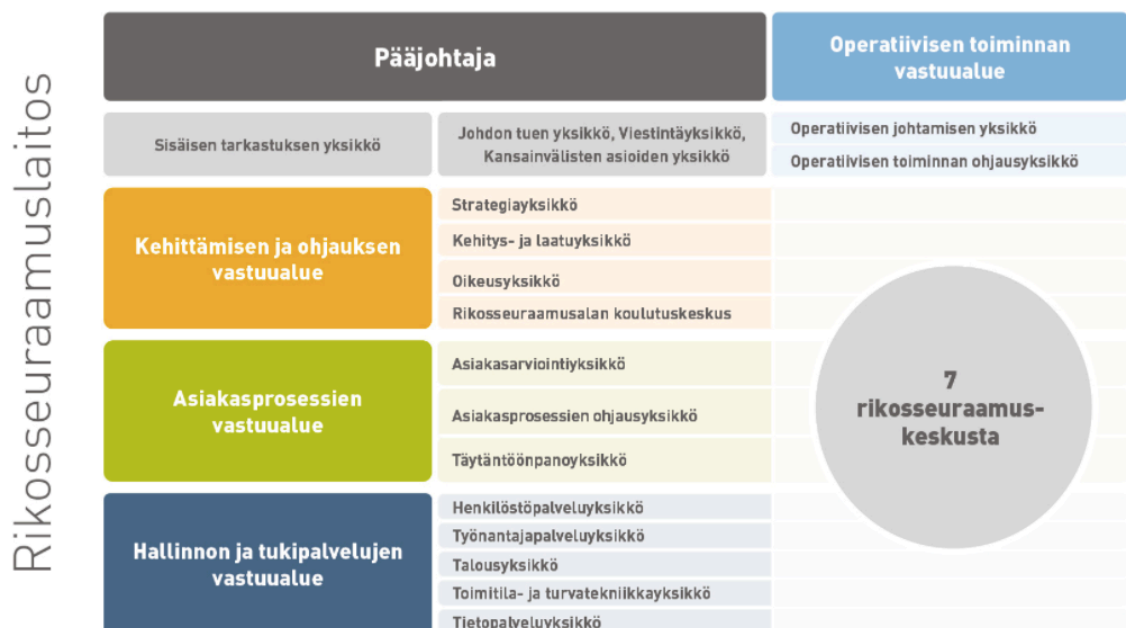 Rikosseuraamuslaitos
Pääjohtaja
Operatiivisen toiminnan
vastuualue
Sisäisen tarkastuksen yksikkö
Johdon tuen yksikkö, Viestintäyksikkö,
Kansainvälisten asioiden yksikkö
Operatiivisen johtamisen yksikkö
Operatiivisen toiminnan ohjausyksikkö
Kehittämisen ja ohjauksen
vastuualue
Strategiayksikkö
Kehitys- ja laatuyksikkö
Oikeusyksikkö
Rikosseuraamusalan koulutuskeskus
Asiakasprosessien
vastuualue
Asiakasarviointiyksikkö
Asiakasprosessien ohjausyksikkö
Täytäntöönpanoyksikkö
7
rikosseuraamus-
keskusta
Hallinnon ja tukipalvelujen
vastuualue
Henkilöstöpalveluyksikkö
Työnantajapalveluyksikkö
Talousyksikkö
Toimitila- ja turvatekniikkayksikkö
Tietopalveluyksikkö